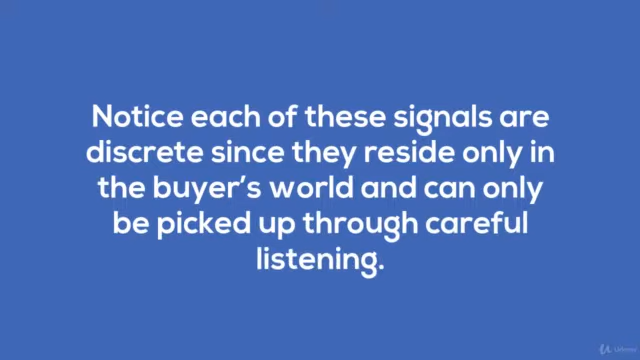 Notice each of these signals are
discrete since they reside only in
the buyer's world and can only
be picked up through careful
listening.
Udemy